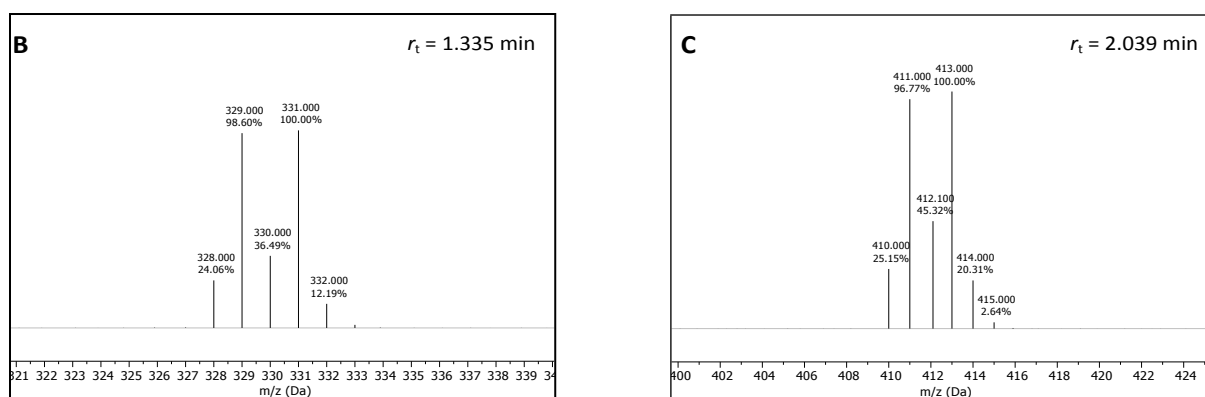 B
rt = 1.335 min
329.000
98.60%
331.000
100.00%
330.000
36.49%
328.000
24.06%
332.000
12.19%
321 322 323 324 325 326 327 328 329 330 331 332 333 334 335 336 337 338 339 34
m/z (Da)
C
rt = 2.039 min
413.000
100.00%
411.000
96.77%
412.100
45.32%
410.000
25.15%
414.000
20.31%
415.000
2.64%
400 402 404 406 408 410 412 414 416 418 420 422 424
m/z (Da)